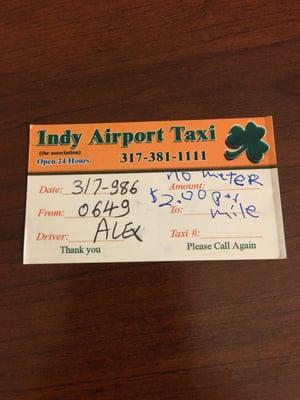 Indy Airport Taxi
(the association)
Open 24 Hours 317-381-1111
no meter
Date: 317-986 Amount:
$2.00 per
From: 0649 To: mile
Driver: ALEX Taxi #:
Thank you Please Call Again